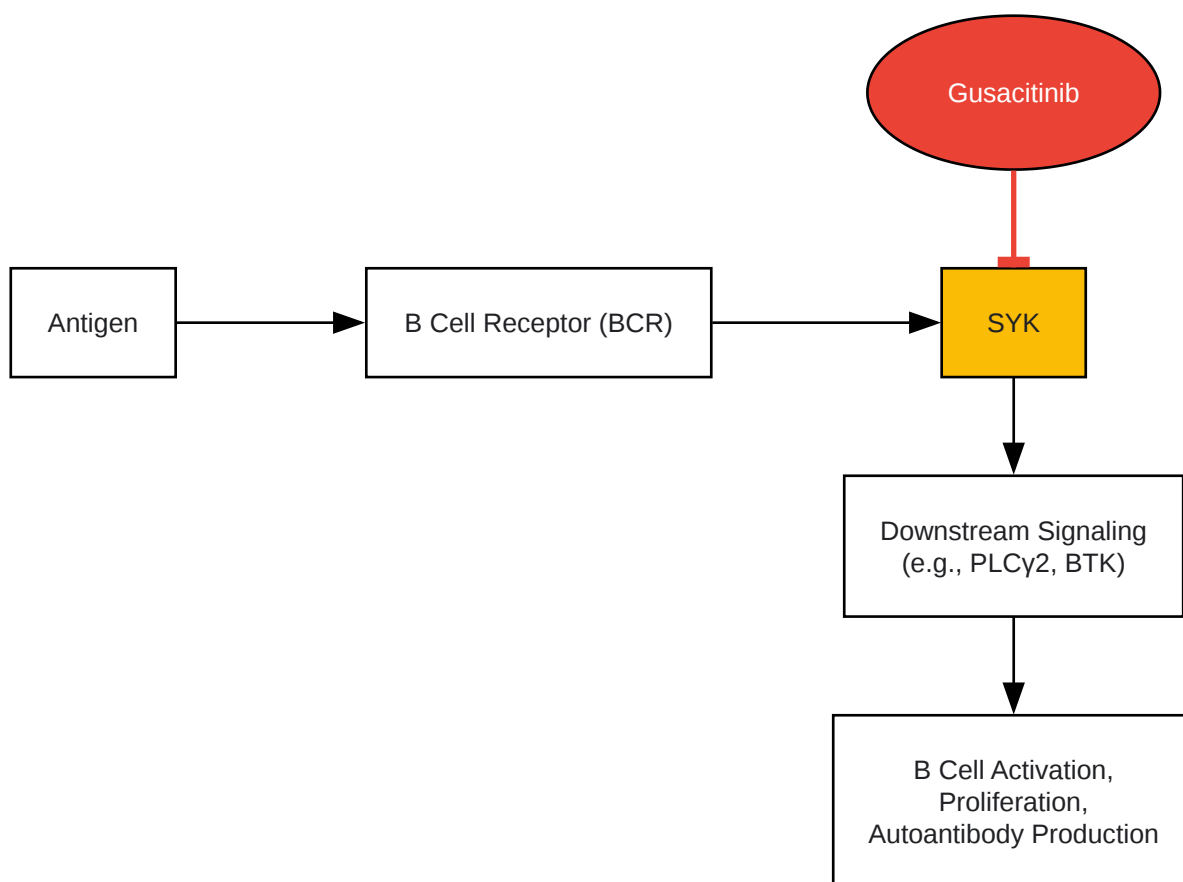 Gusacitinib
Antigen
B Cell Receptor (BCR)
SYK
Downstream Signaling
(e.g., PLCγ2, BTK)
B Cell Activation,
Proliferation,
Autoantibody Production